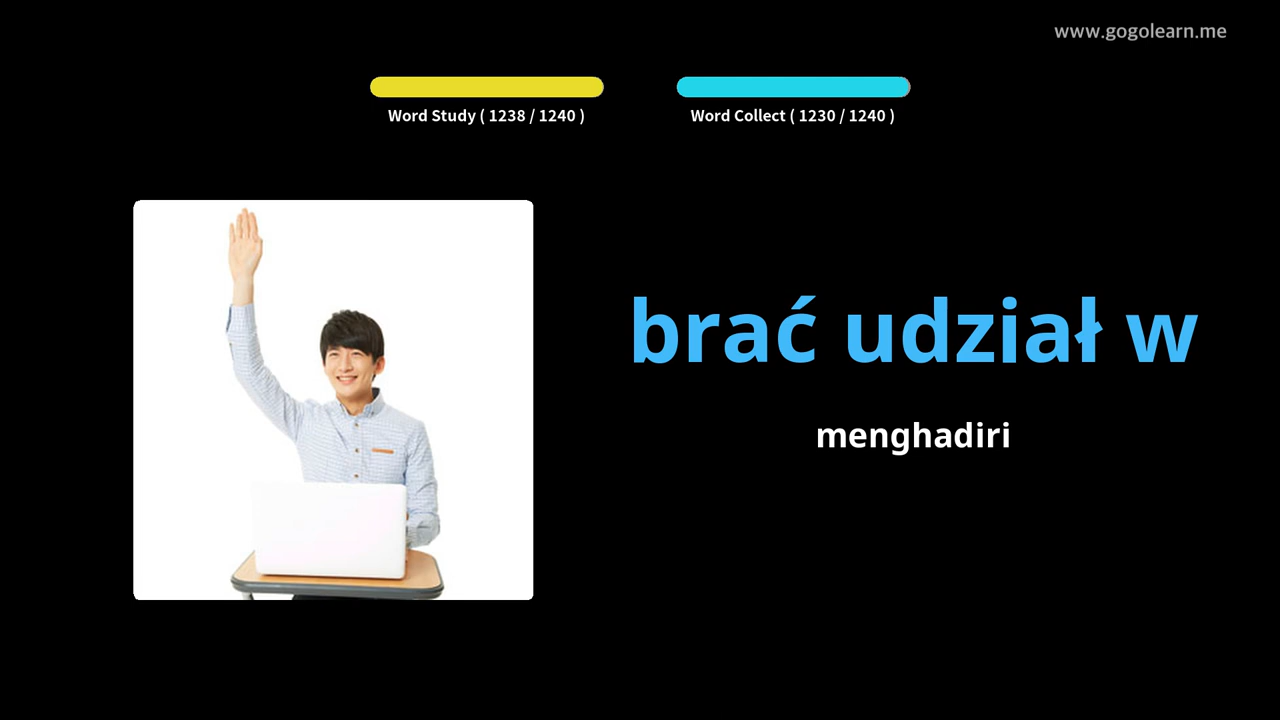 www.gogolearn.me
Word Study ( 1238 / 1240 )
Word Collect ( 1230 / 1240 )
brać udział w
menghadiri